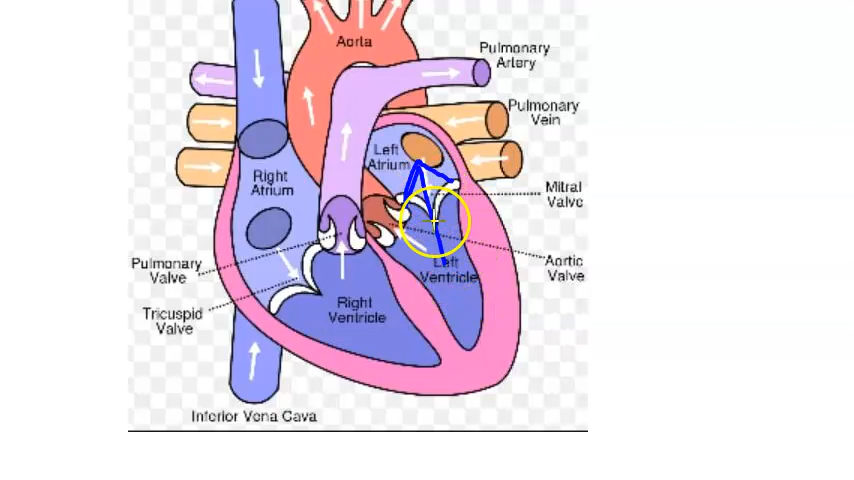 Aorta
Pulmonary
Artery
Pulmonary
Vein
Left
Atrium
Right
Atrium
Mitral
Valve
Pulmonary
Valve
Left
Ventricle
Aortic
Valve
Tricuspid
Valve
Right
Ventricle
Inferior Vena Cava